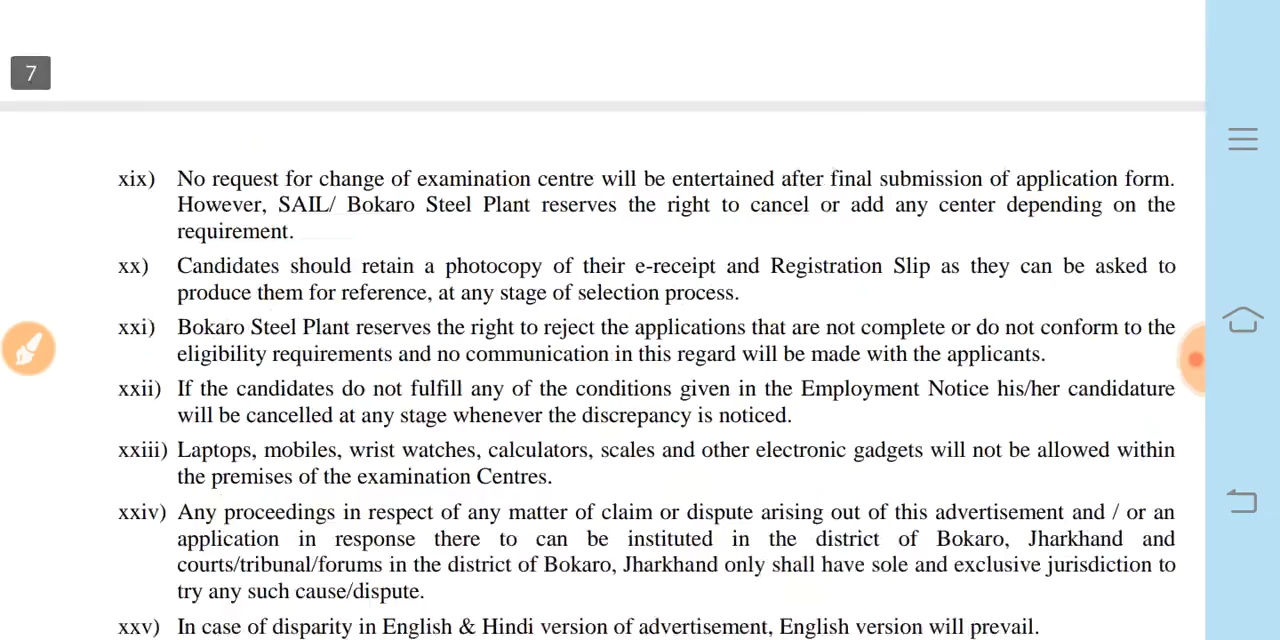 7
xix) No request for change of examination centre will be entertained after final submission of application form.
However, SAIL/ Bokaro Steel Plant reserves the right to cancel or add any center depending on the
requirement.
xx) Candidates should retain a photocopy of their e-receipt and Registration Slip as they can be asked to
produce them for reference, at any stage of selection process.
xxi) Bokaro Steel Plant reserves the right to reject the applications that are not complete or do not conform to the
eligibility requirements and no communication in this regard will be made with the applicants.
xxii) If the candidates do not fulfill any of the conditions given in the Employment Notice his/her candidature
will be cancelled at any stage whenever the discrepancy is noticed.
xxiii) Laptops, mobiles, wrist watches, calculators, scales and other electronic gadgets will not be allowed within
the premises of the examination Centres.
xxiv) Any proceedings in respect of any matter of claim or dispute arising out of this advertisement and / or an
application in response there to can be instituted in the district of Bokaro, Jharkhand and
courts/tribunal/forums in the district of Bokaro, Jharkhand only shall have sole and exclusive jurisdiction to
try any such cause/dispute.
xxv) In case of disparity in English & Hindi version of advertisement, English version will prevail.